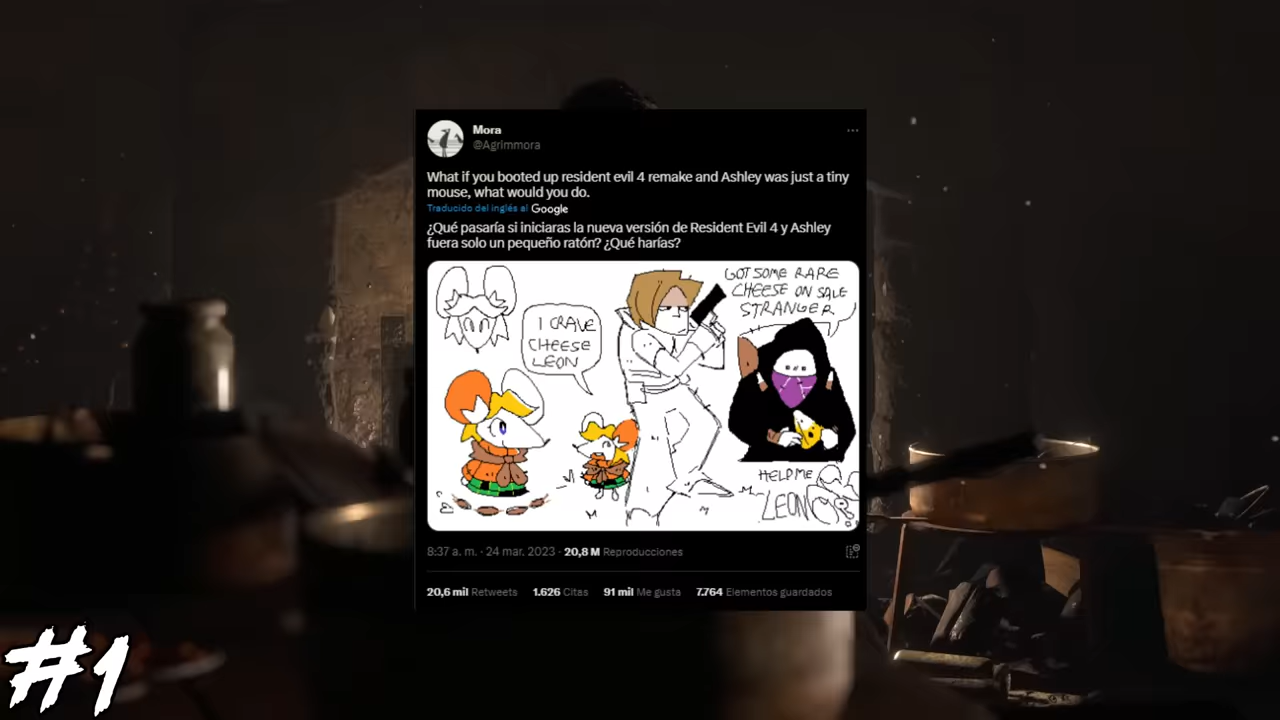 Mora
@Agrimmora
What if you booted up resident evil 4 remake and Ashley was just a tiny
mouse, what would you do.
Traducido del inglés al Google
¿Qué pasaría si iniciaras la nueva versión de Resident Evil 4 y Ashley
fuera solo un pequeño ratón? ¿Qué harías?
GOT SOME RARE
CHEESE ON SALE
STRANGER
I CRAVE
CHEESE
LEON
HELP ME
LEON
8:37 a. m. · 24 mar. 2023 · 20,8 M Reproducciones
20,6 mil Retweets 1.626 Citas 91 mil Me gusta 7.764 Elementos guardados
#1